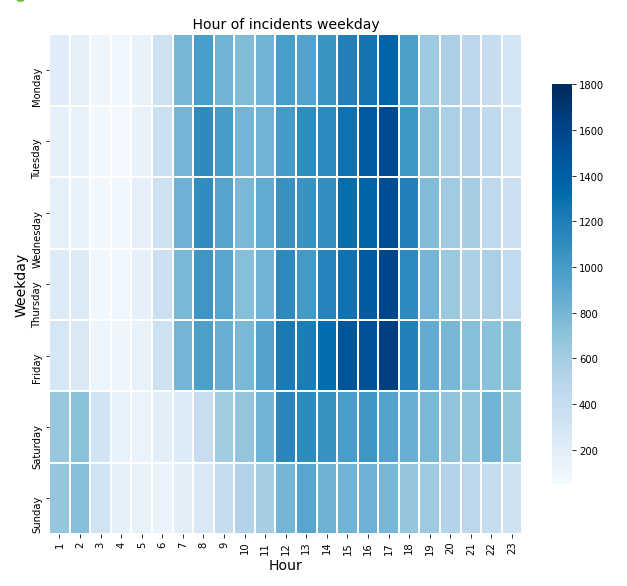 Hour of incidents weekday
Monday
Tuesday
Wednesday
Thursday
Friday
Saturday
Sunday
Weekday
1 2 3 4 5 6 7 8 9 10 11 12 13 14 15 16 17 18 19 20 21 22 23
Hour
1800
1600
1400
1200
1000
800
600
400
200